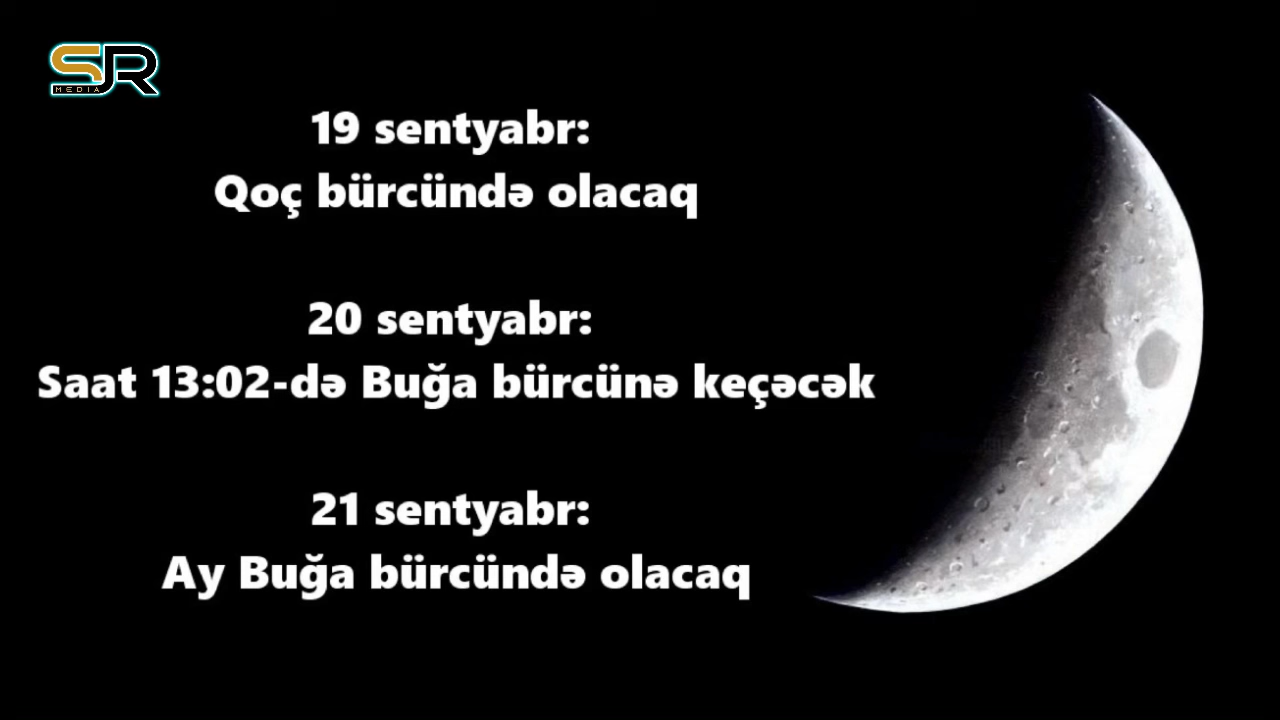 SR
MEDIA
19 sentyabr:
Qoç bürcündə olacaq
20 sentyabr:
Saat 13:02-də Buğa bürcünə keçəcək
21 sentyabr:
Ay Buğa bürcündə olacaq